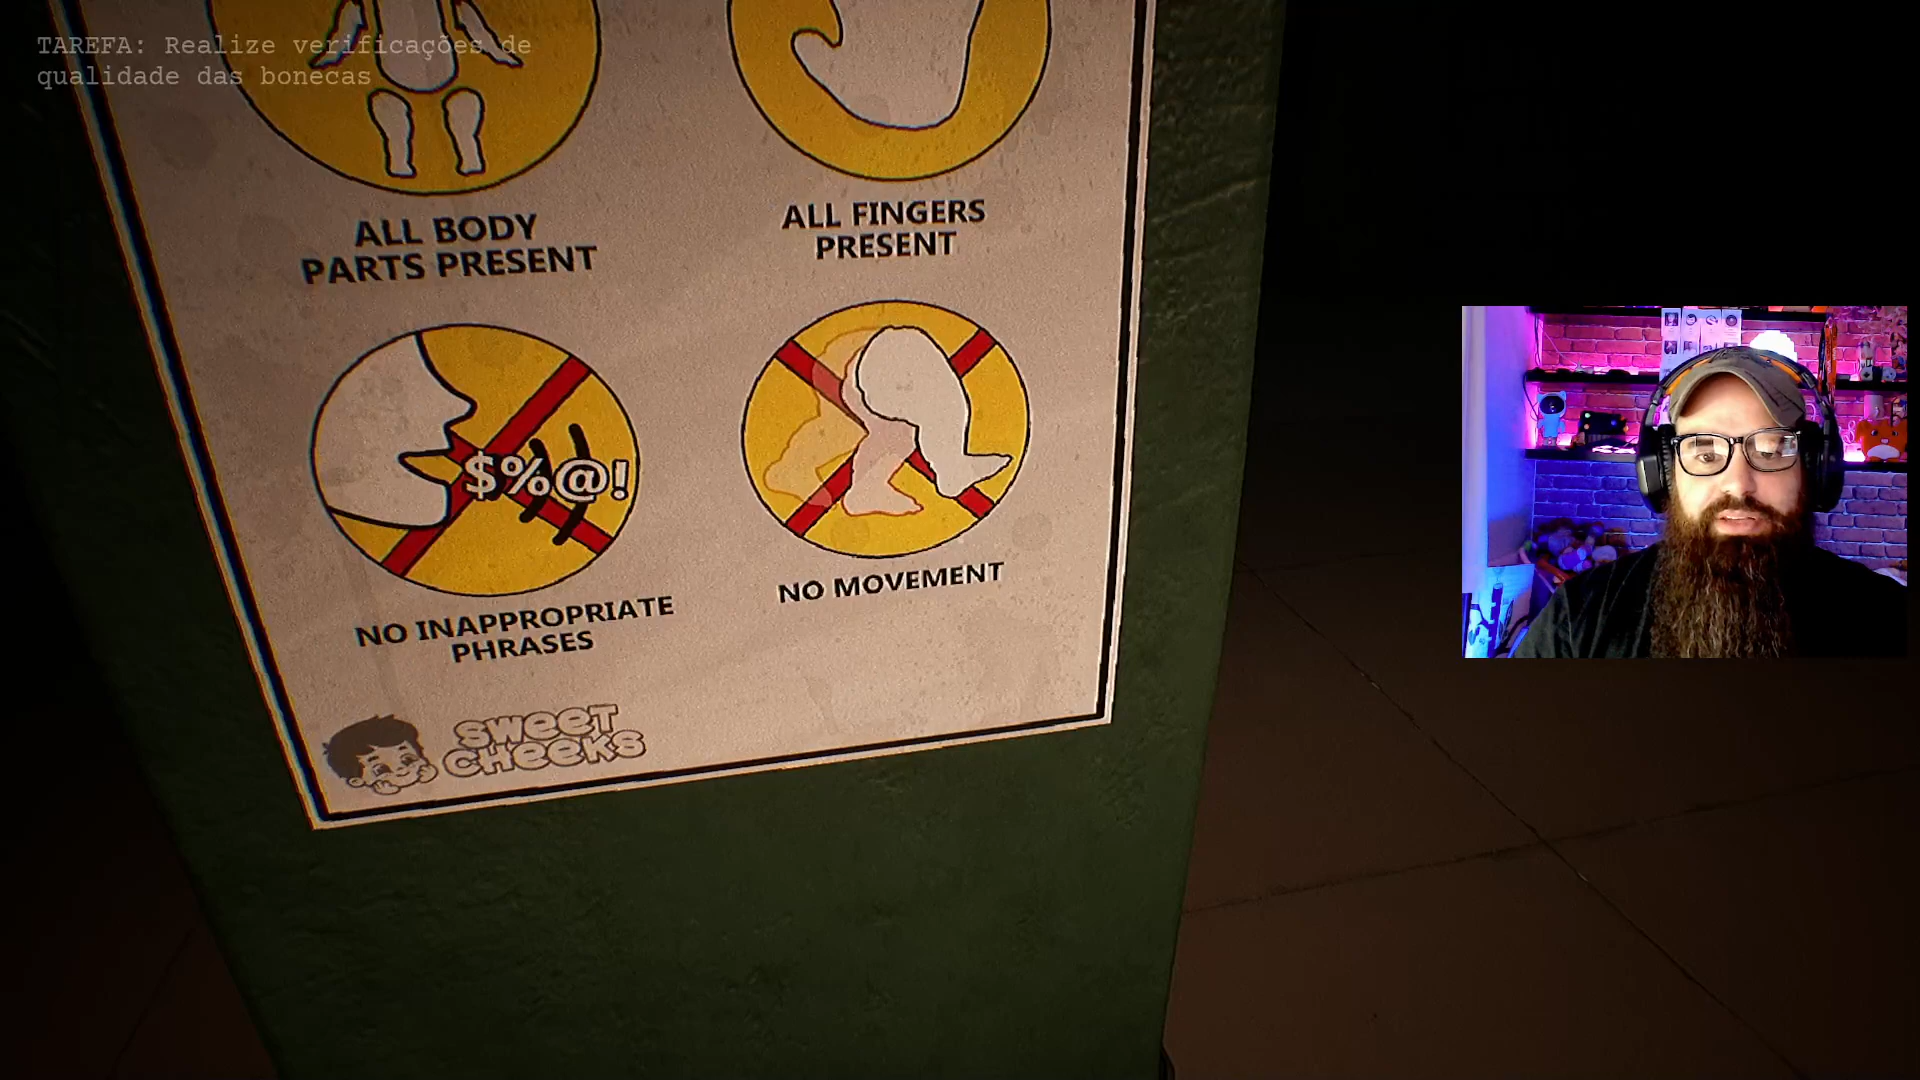 TAREFA: Realize verificações de
qualidade das bonecas
ALL BODY
PARTS PRESENT
ALL FINGERS
PRESENT
$%@!
NO INAPPROPRIATE
PHRASES
NO MOVEMENT
SWEET
CHEEKS